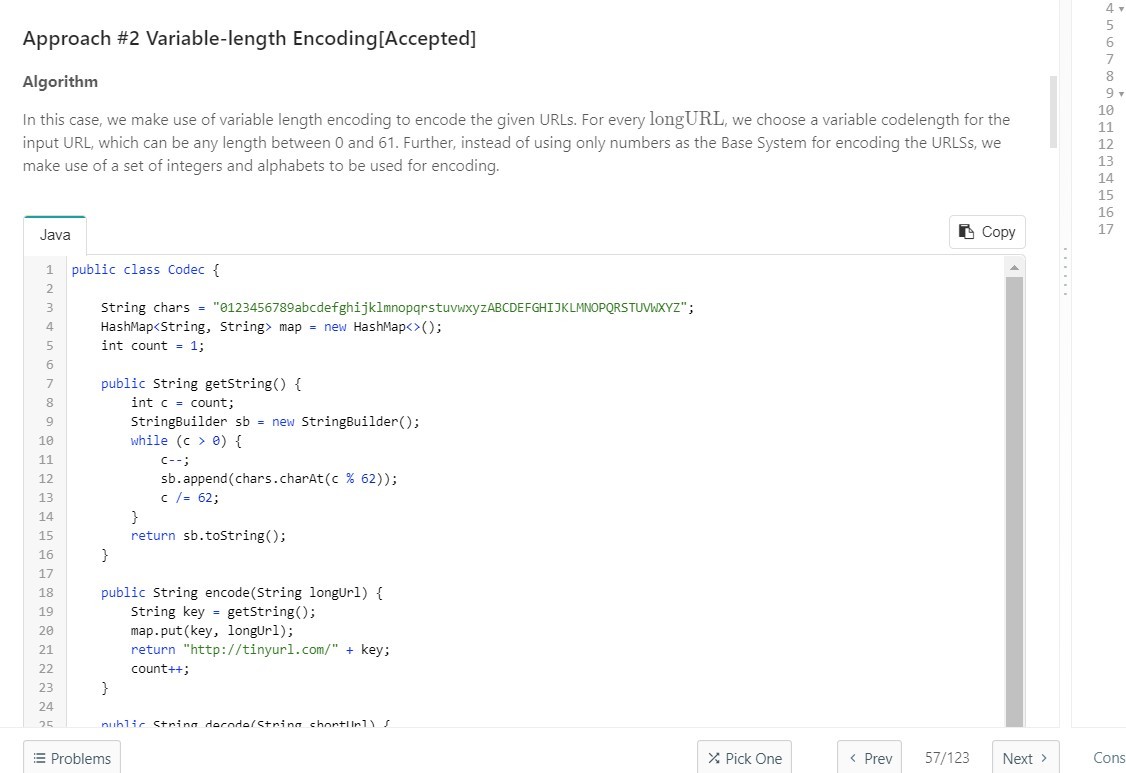 Approach #2 Variable-length Encoding[Accepted]
Algorithm
In this case, we make use of variable length encoding to encode the given URLs. For every longURL, we choose a variable codelength for the
input URL, which can be any length between 0 and 61. Further, instead of using only numbers as the Base System for encoding the URLSs, we
make use of a set of integers and alphabets to be used for encoding.
Java
Copy
1 public class Codec {
2
3 String chars = "0123456789abcdefghijklmnopqrstuvwxyzABCDEFGHIJKLMNOPQRSTUVWXYZ";
4 HashMap<String, String> map = new HashMap<>();
5 int count = 1;
6
7 public String getString() {
8 int c = count;
9 StringBuilder sb = new StringBuilder();
10 while (c > 0) {
11 c--;
12 sb.append(chars.charAt(c % 62));
13 c /= 62;
14 }
15 return sb.toString();
16 }
17
18 public String encode(String longUrl) {
19 String key = getString();
20 map.put(key, longUrl);
21 return "http://tinyurl.com/" + key;
22 count++;
23 }
24
25 public String decode(String shortUrl) {
4
5
6
7
8
9
10
11
12
13
14
15
16
17
Problems
Pick One
Prev
57/123
Next
Cons